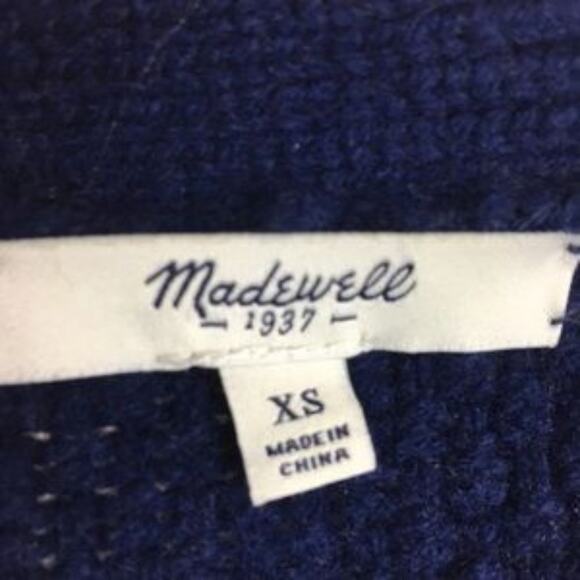 Madewell
- 1937 -
XS
MADE IN
CHINA